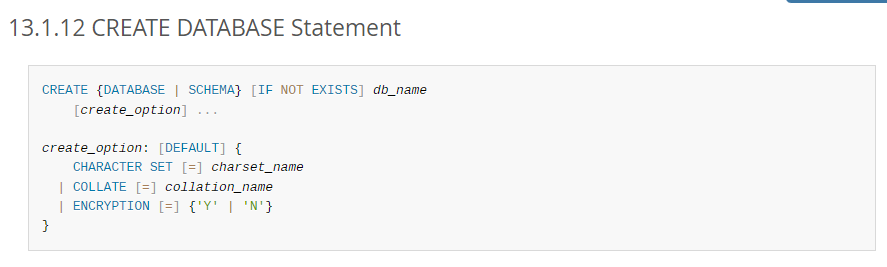 13.1.12 CREATE DATABASE Statement
CREATE {DATABASE | SCHEMA} [IF NOT EXISTS] db_name
    [create_option] ...
create_option: [DEFAULT] {
    CHARACTER SET [=] charset_name
  | COLLATE [=] collation_name
  | ENCRYPTION [=] {'Y' | 'N'}
}